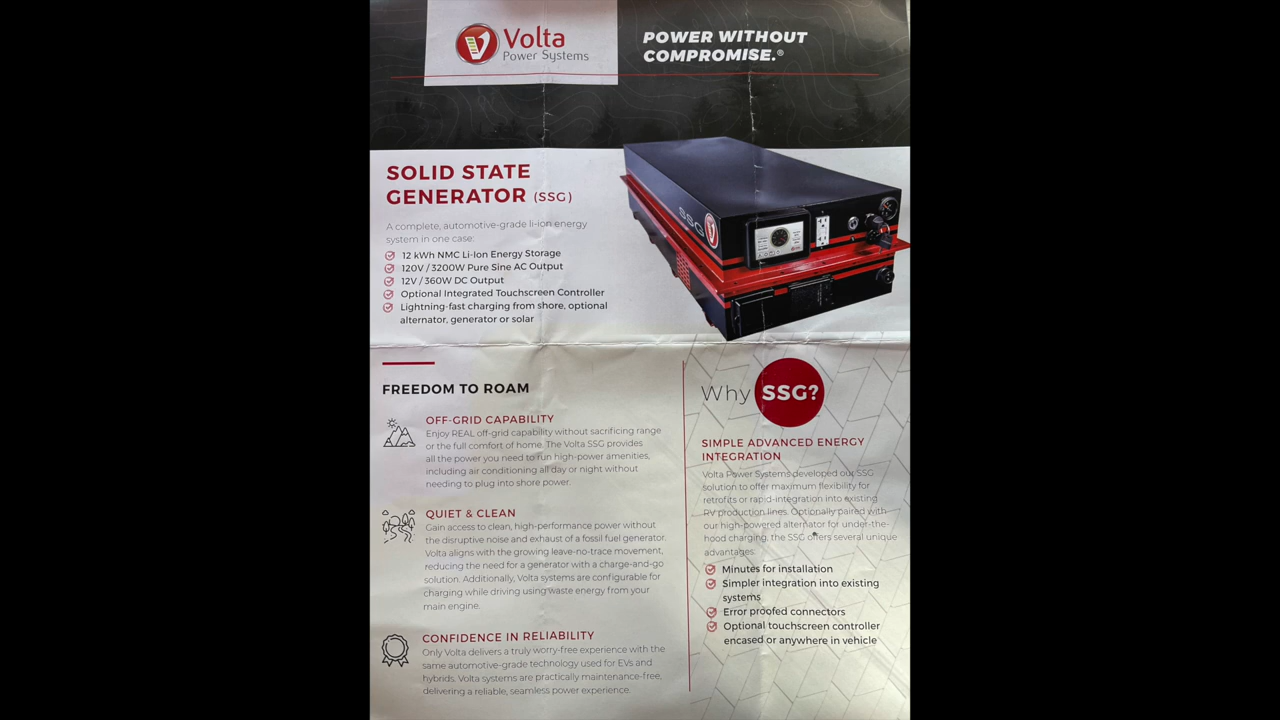 Volta
Power Systems
POWER WITHOUT
COMPROMISE.®
SOLID STATE
GENERATOR (SSG)
A complete, automotive-grade li-ion energy
system in one case:
12 kWh NMC Li-Ion Energy Storage
120V / 3200W Pure Sine AC Output
12V / 360W DC Output
Optional Integrated Touchscreen Controller
Lightning-fast charging from shore, optional
alternator, generator or solar
SSG
FREEDOM TO ROAM
OFF-GRID CAPABILITY
Enjoy REAL off-grid capability without sacrificing range
or the full comfort of home. The Volta SSG provides
all the power you need to run high-power amenities,
including air conditioning all day or night without
needing to plug into shore power.
QUIET & CLEAN
Gain access to clean, high-performance power without
the disruptive noise and exhaust of a fossil fuel generator.
Volta aligns with the growing leave-no-trace movement,
reducing the need for a generator with a charge-and-go
solution. Additionally, Volta systems are configurable for
charging while driving using waste energy from your
main engine.
CONFIDENCE IN RELIABILITY
Only Volta delivers a truly worry-free experience with the
same automotive-grade technology used for EVs and
hybrids. Volta systems are practically maintenance-free,
delivering a reliable, seamless power experience.
Why SSG?
SIMPLE ADVANCED ENERGY
INTEGRATION
Volta Power Systems developed our SSG
solution to offer maximum flexibility for
retrofits or rapid-integration into existing
RV production lines. Optionally paired with
our high-powered alternator for under-the-
hood charging, the SSG offers several unique
advantages:
Minutes for installation
Simpler integration into existing
systems
Error proofed connectors
Optional touchscreen controller
encased or anywhere in vehicle